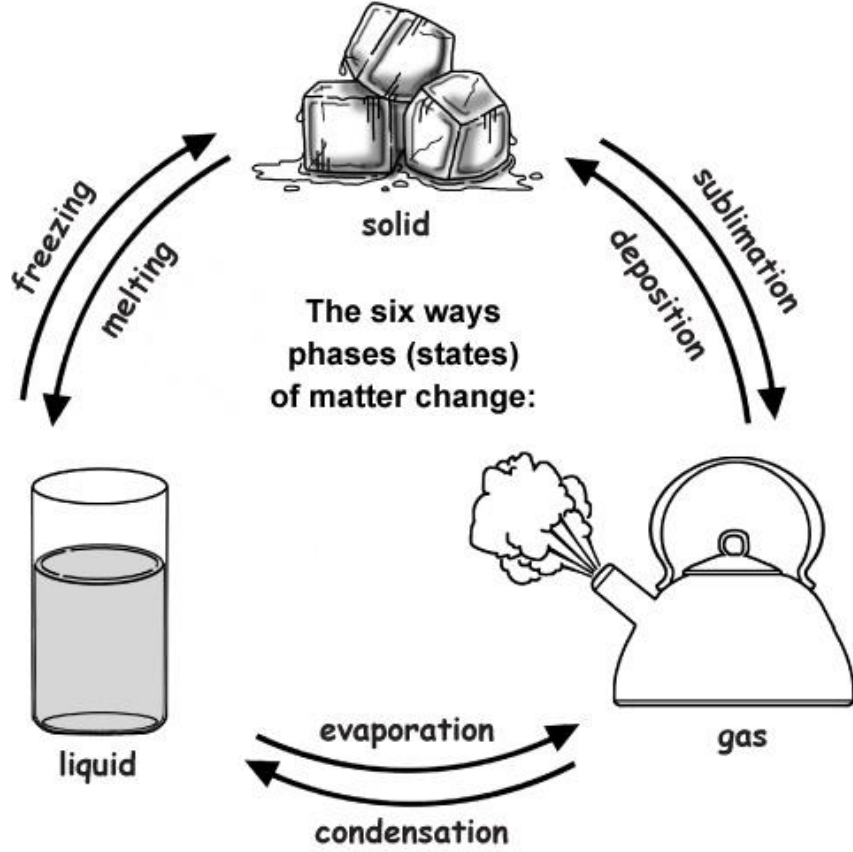 solid
freezing
melting
sublimation
deposition
The six ways
phases (states)
of matter change:
liquid
evaporation
condensation
gas